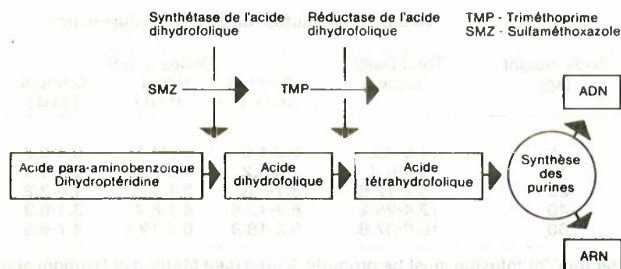 Synthétase de l'acide
dihydrofolique
Réductase de l'acide
dihydrofolique
TMP - Triméthoprime
SMZ - Sulfaméthoxazole
SMZ
TMP
ADN
Acide para-aminobenzoïque
Dihydroptéridine
Acide
dihydrofolique
Acide
tétrahydrofolique
Synthèse
des
purines
ARN